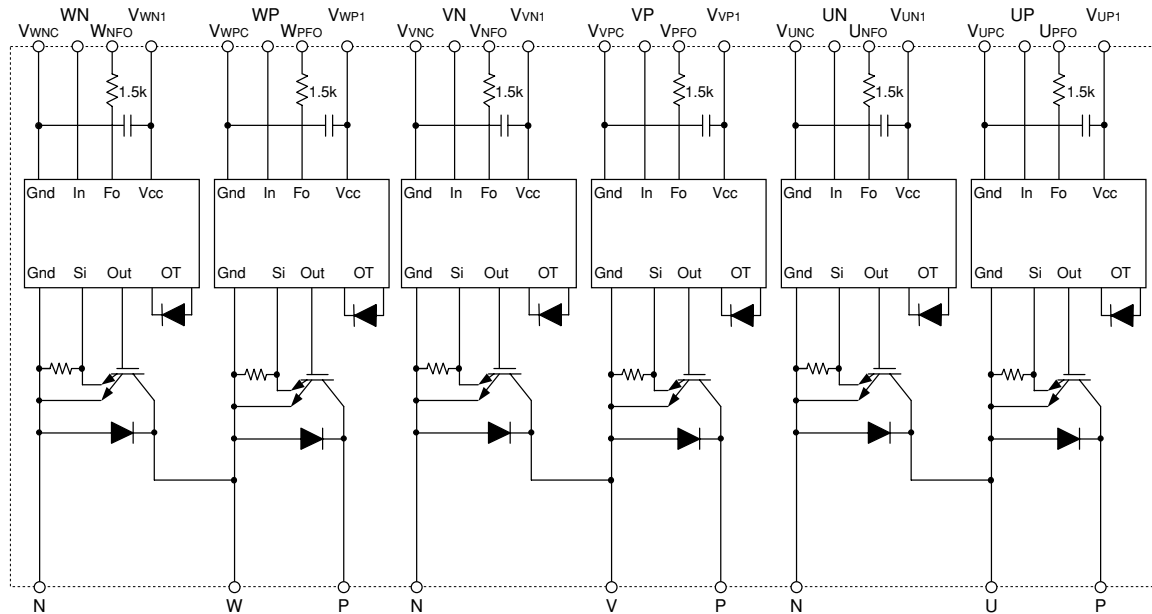 WN VWN1 WP VWP1 VN VVN1 VP VVP1 UN VUN1 UP VUP1
VWNC WNFO VWPC WPFO VVNC VNFO VVPC VPFO VUNC UNFO VUPC UPFO
1.5k 1.5k 1.5k 1.5k 1.5k 1.5k
Gnd In Fo Vcc Gnd In Fo Vcc Gnd In Fo Vcc Gnd In Fo Vcc Gnd In Fo Vcc Gnd In Fo Vcc
Gnd Si Out OT Gnd Si Out OT Gnd Si Out OT Gnd Si Out OT Gnd Si Out OT Gnd Si Out OT
N W P N V P N U P